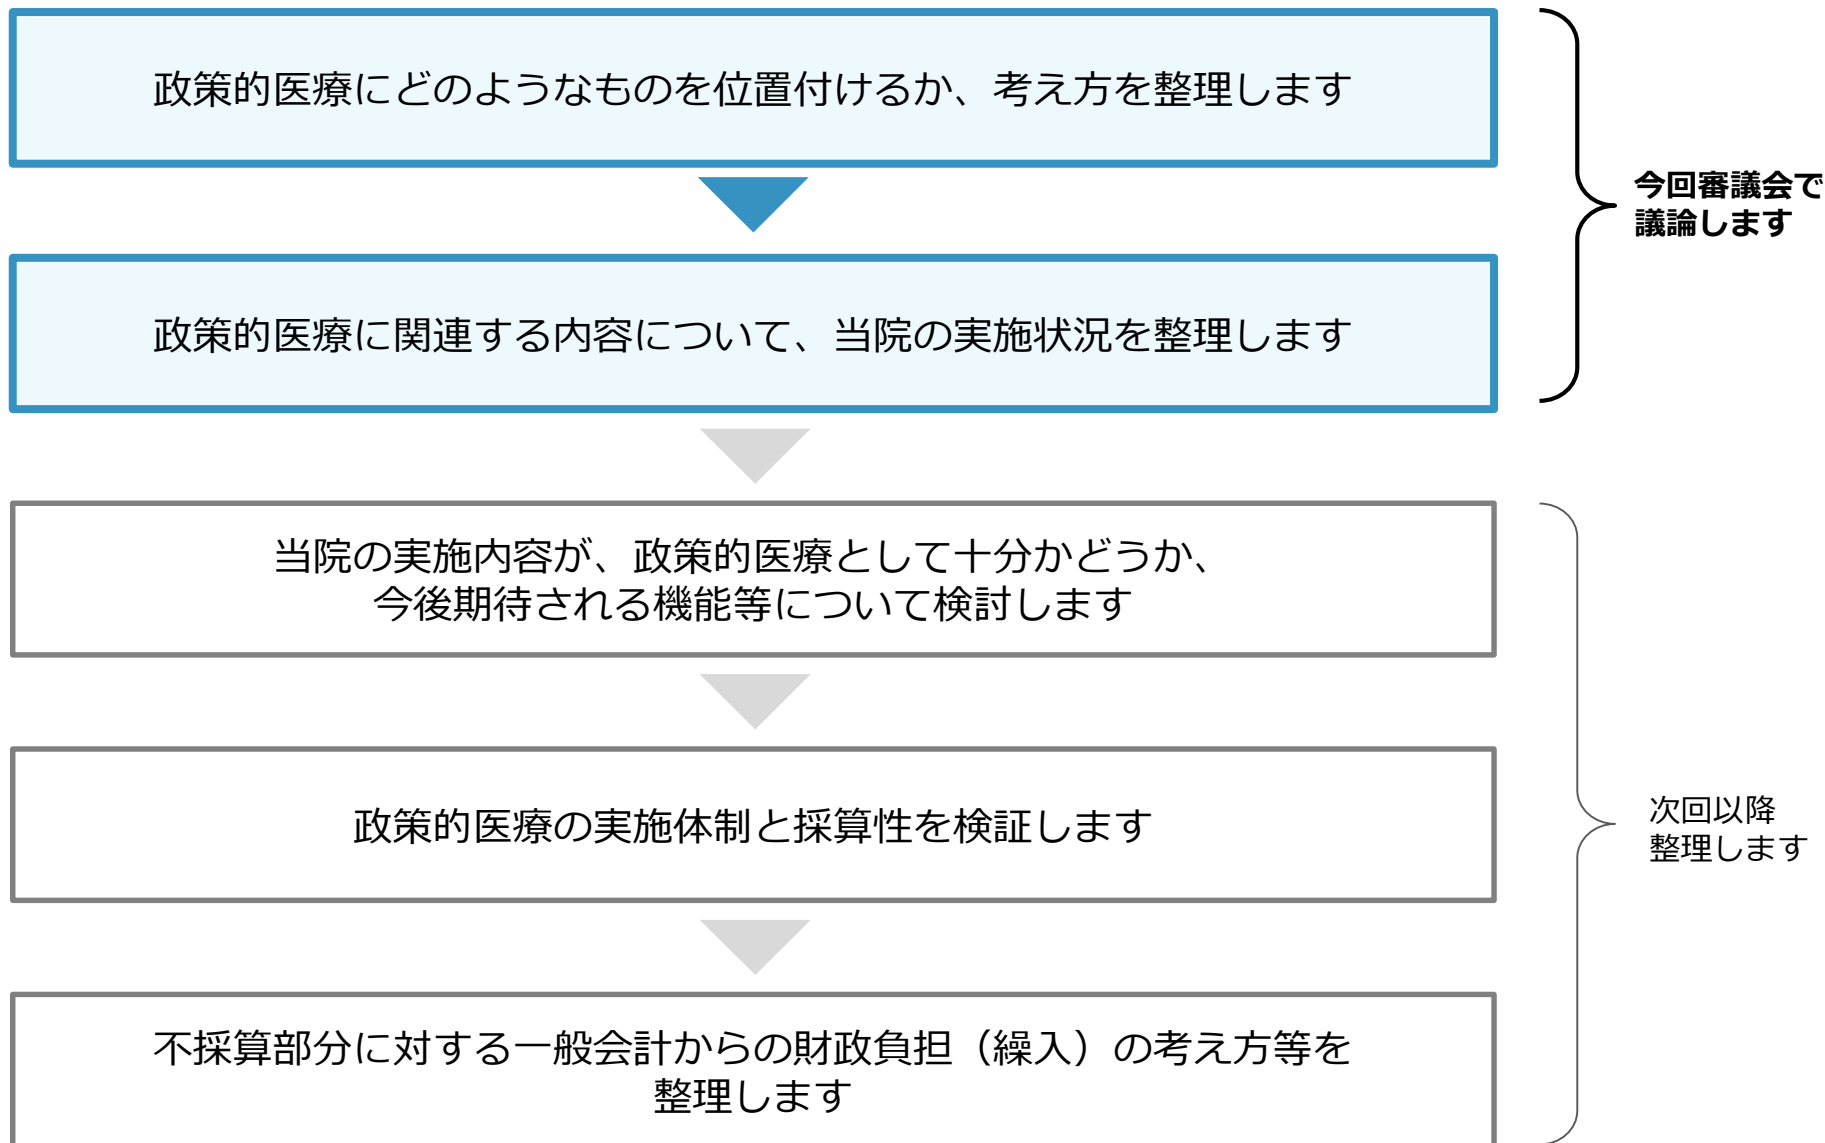 政策的医療にどのようなものを位置付けるか、考え方を整理します
政策的医療に関連する内容について、当院の実施状況を整理します
今回審議会で
議論します
当院の実施内容が、政策的医療として十分かどうか、
今後期待される機能等について検討します
政策的医療の実施体制と採算性を検証します
不採算部分に対する一般会計からの財政負担（繰入）の考え方等を
整理します
次回以降
整理します